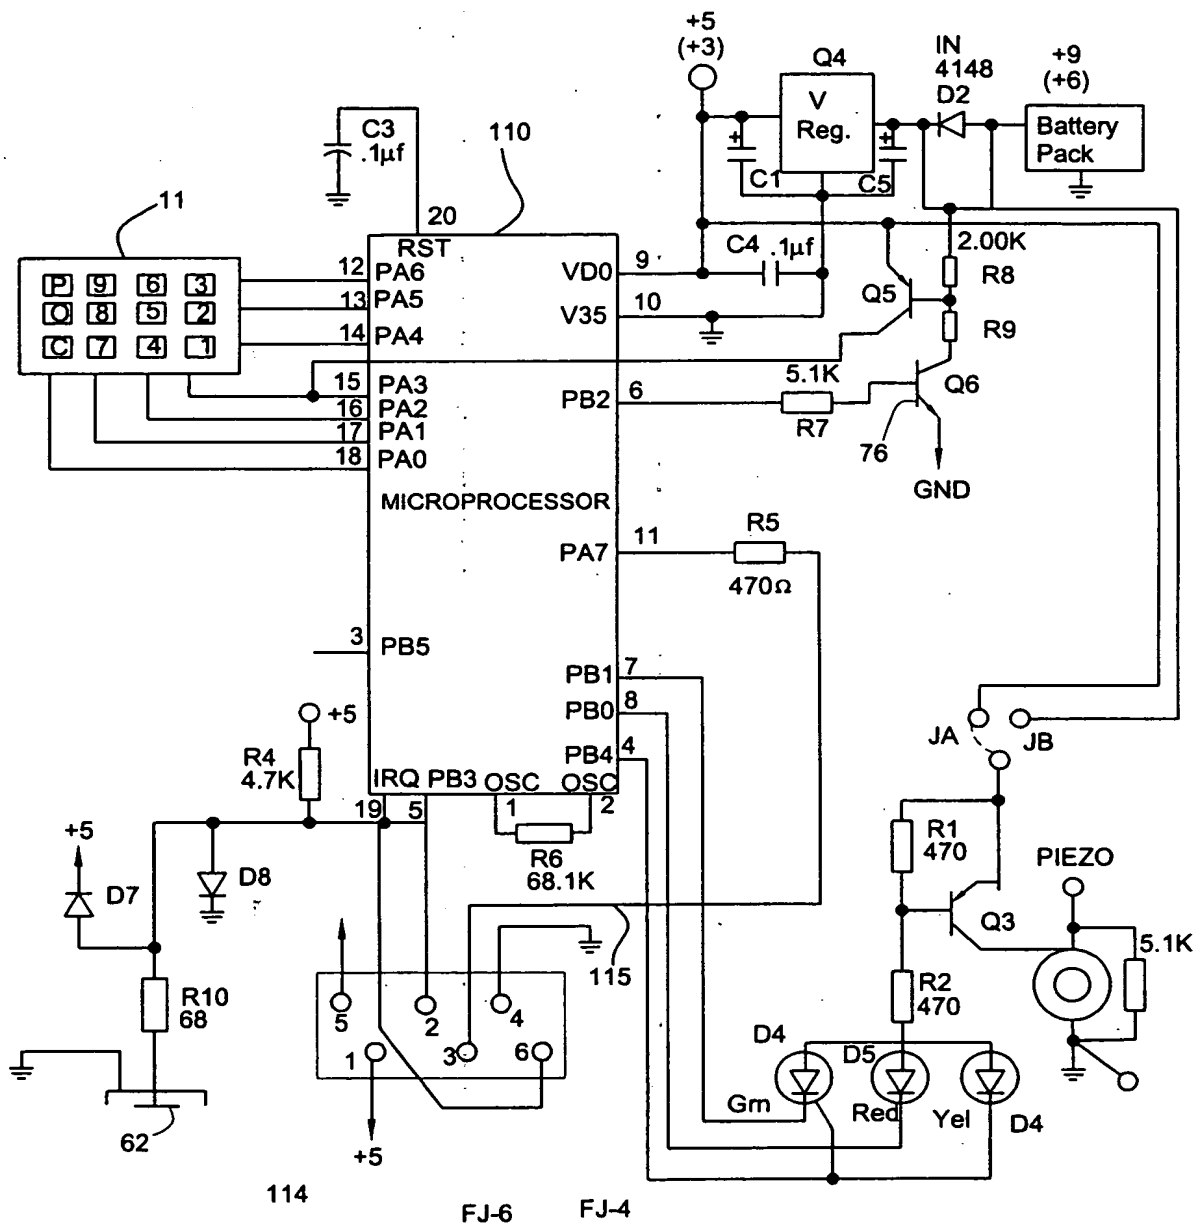 +5
(+3)
Q4
IN
4148
D2
+9
(+6)
V
Reg.
Battery
Pack
C3
.1µf
110
+
C1
+
C5
11
20
RST
C4 .1µf
2.00K
R8
P 9 6 3
O 8 5 2
C 7 4 1
12 PA6
13 PA5
14 PA4
15 PA3
16 PA2
17 PA1
18 PA0
VD0 9
V35 10
Q5
R9
5.1K
PB2 6
R7
Q6
76
GND
MICROPROCESSOR
PA7 11
R5
470Ω
3 PB5
PB1 7
PB0 8
PB4 4
JA
JB
+5
R4
4.7K
IRQ PB3 OSC OSC
19 5 1 2
R6
68.1K
+5
D7
D8
R1
470
PIEZO
Q3
5.1K
115
R10
68
R2
470
5
2
4
1
3
6
D4
D5
Grn
Red
Yel
D4
62
+5
114
FJ-6
FJ-4